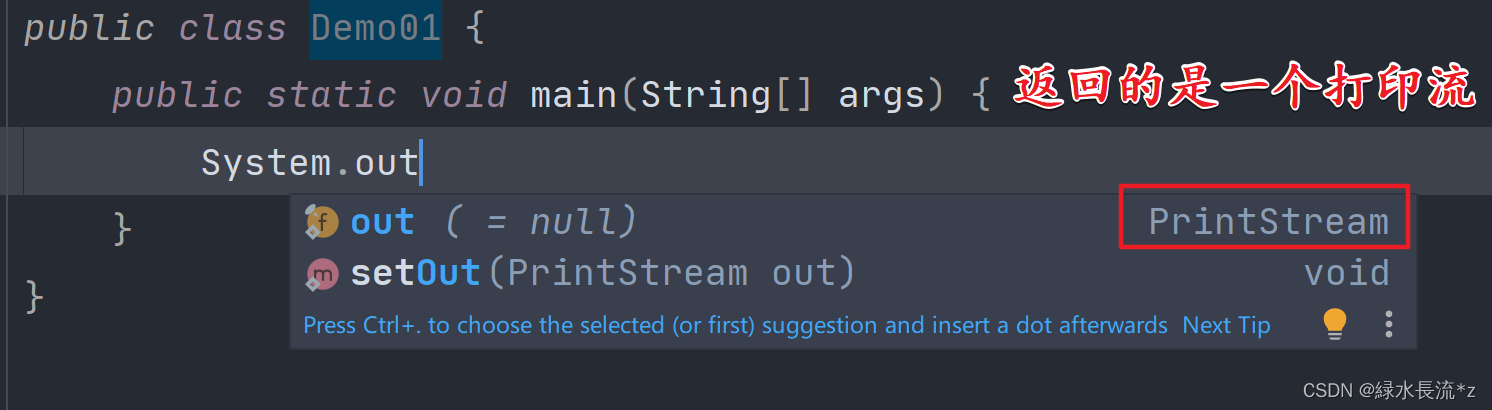 public class Demo01 {
public static void main(String[] args) { 返回的是一个打印流
System.out
f out ( = null) PrintStream
}
m setOut(PrintStream out) void
}
Press Ctrl+. to choose the selected (or first) suggestion and insert a dot afterwards Next Tip
CSDN @緑水長流*z